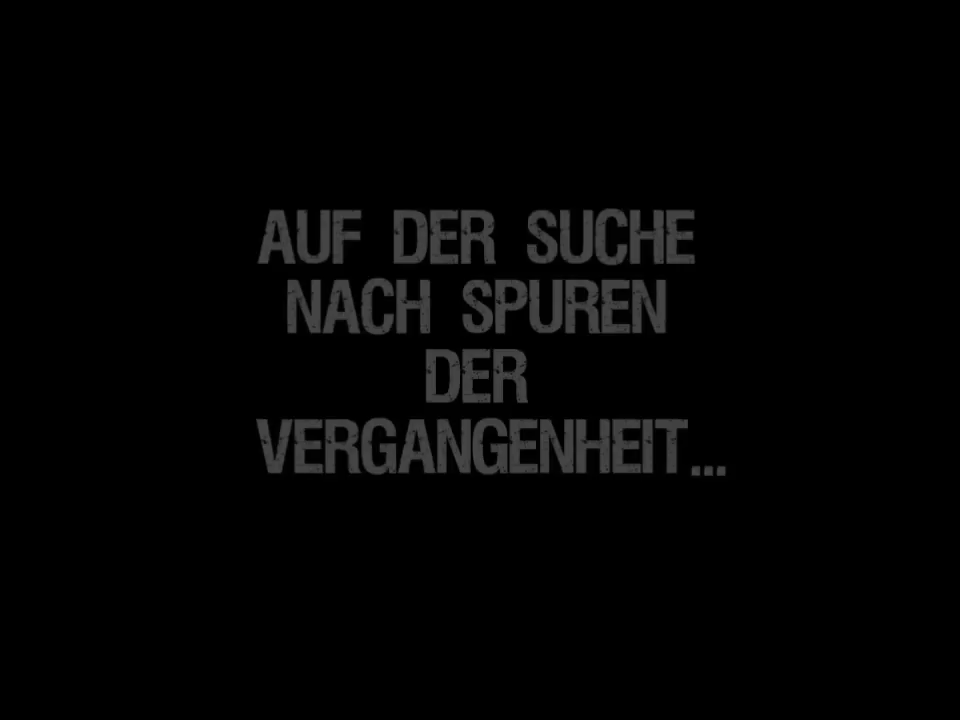 AUF DER SUCHE
NACH SPUREN
DER
VERGANGENHEIT...